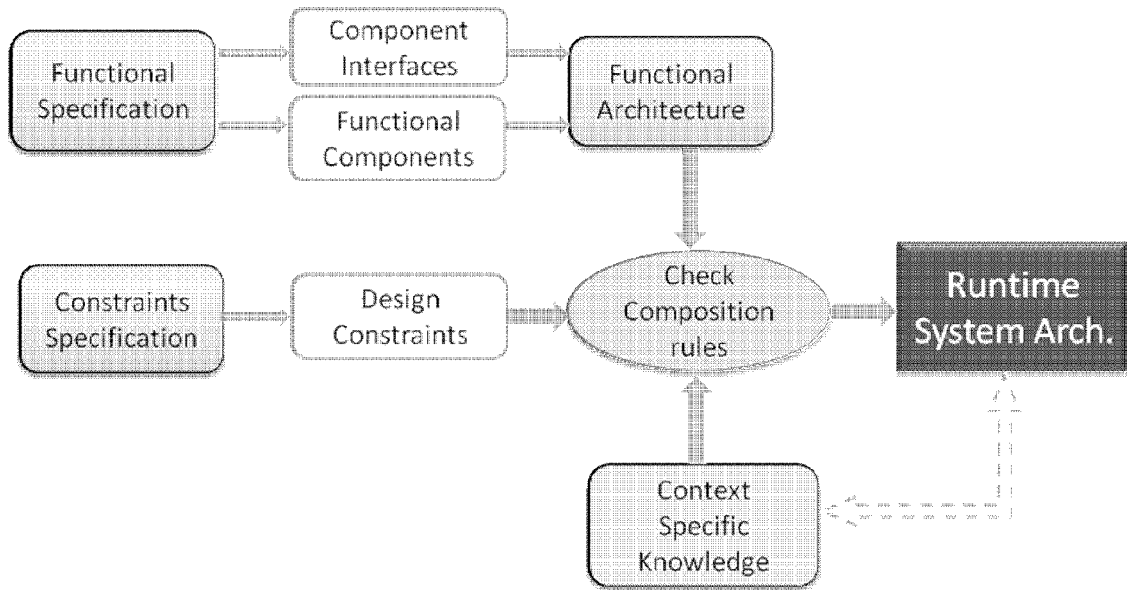 Functional
Specification
Component
Interfaces
Functional
Components
Functional
Architecture
Constraints
Specification
Design
Constraints
Check
Composition
rules
Runtime
System Arch.
Context
Specific
Knowledge